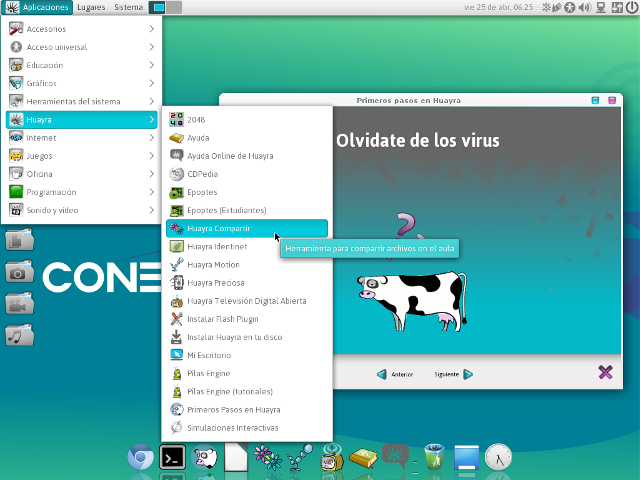 Aplicaciones Lugares Sistema
vie 25 de abr, 06:25
Accesorios
Acceso universal
Educación
Gráficos
Herramientas del sistema
Huayra
Internet
Juegos
Oficina
Programación
Sonido y video
2048
Ayuda
Ayuda Online de Huayra
CDPedia
Epoptes
Epoptes (Estudiantes)
Huayra Compartir
Huayra Identinet
Huayra Motion
Huayra Preciosa
Huayra Televisión Digital Abierta
Instalar Flash Plugin
Instalar Huayra en tu disco
Mi Escritorio
Pilas Engine
Pilas Engine (tutoriales)
Primeros Pasos en Huayra
Simulaciones Interactivas
Herramienta para compartir archivos en el aula
Primeros pasos en Huayra
Olvidate de los virus
Anterior Siguiente
CONE